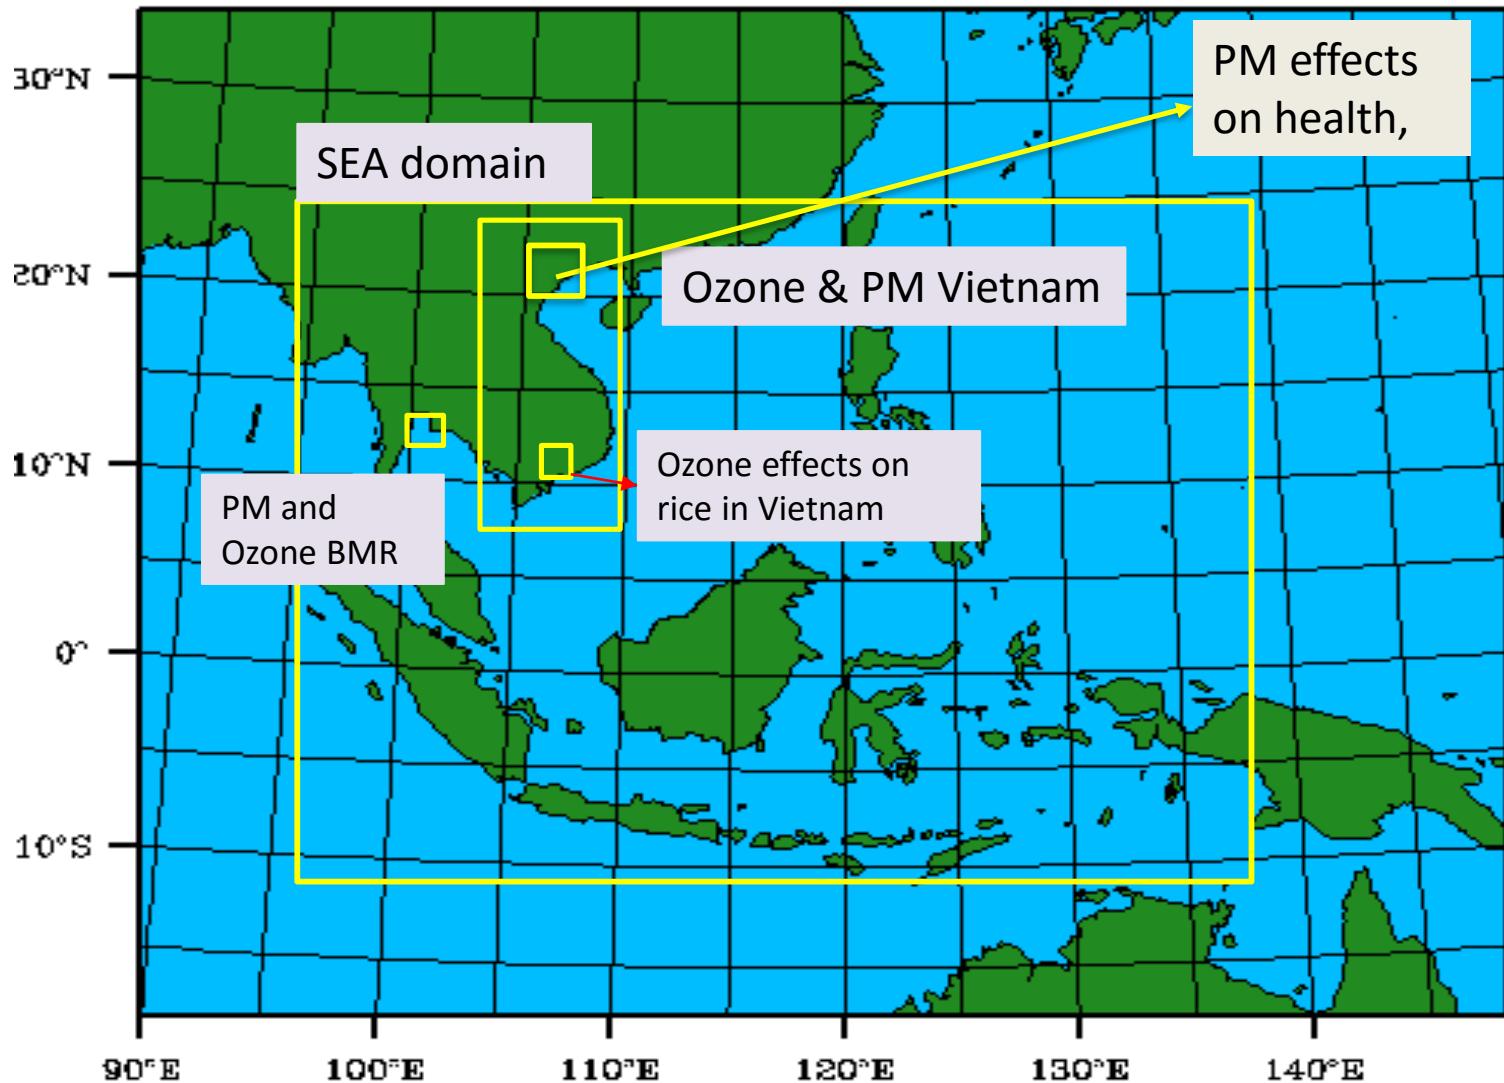 PM effects
on health,
SEA domain
Ozone & PM Vietnam
Ozone effects on
rice in Vietnam
PM and
Ozone BMR
30°N
20°N
10°N
0°
10°S
90°E
100°E
110°E
120°E
130°E
140°E